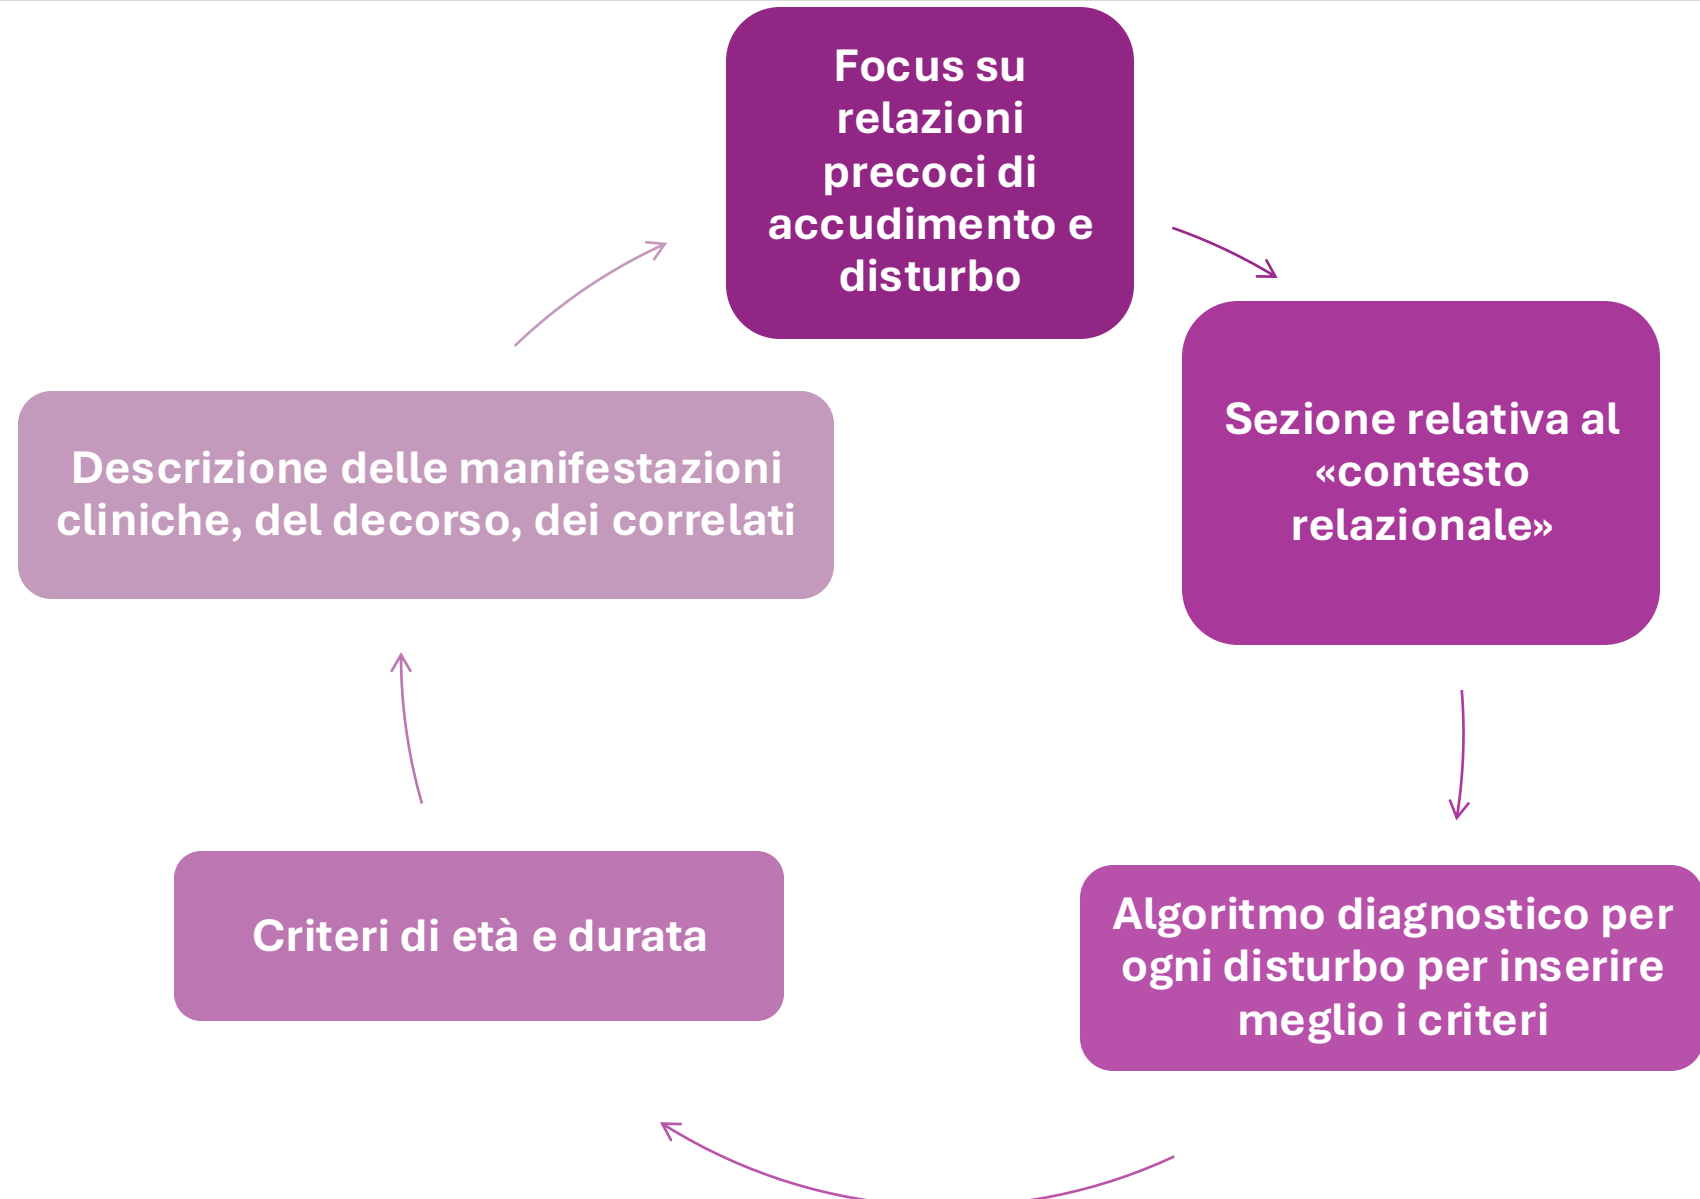 Focus su
relazioni
precoci di
accudimento e
disturbo
Sezione relativa al
«contesto
relazionale»
Algoritmo diagnostico per
ogni disturbo per inserire
meglio i criteri
Criteri di età e durata
Descrizione delle manifestazioni
cliniche, del decorso, dei correlati